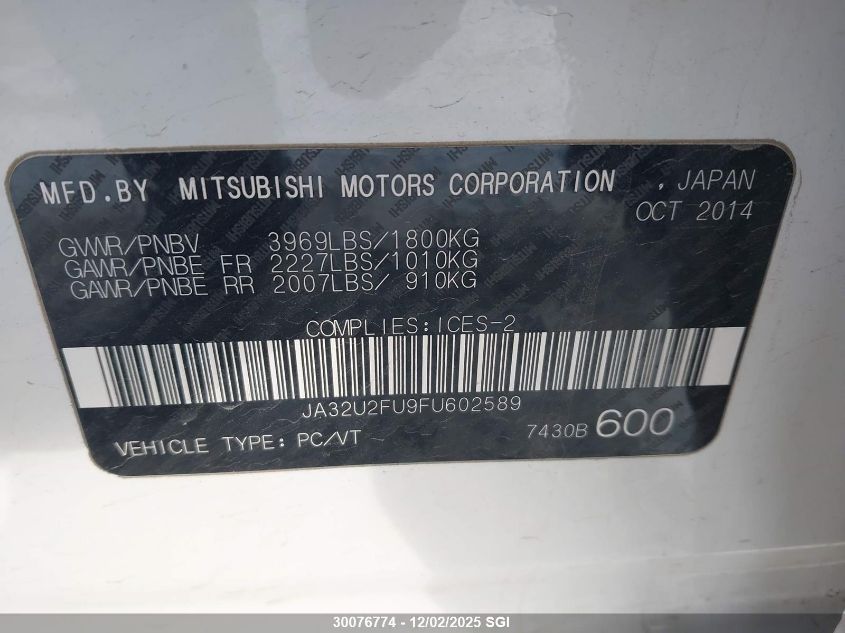 MFD.BY MITSUBISHI MOTORS CORPORATION , JAPAN
OCT 2014
GVWR/PNBV 3969LBS/1800KG
GAWR/PNBE FR 2227LBS/1010KG
GAWR/PNBE RR 2007LBS/ 910KG
COMPLIES:ICES-2
JA32U2FU9FU602589
VEHICLE TYPE: PC/VT 7430B 600
30076774 - 12/02/2025 SGI